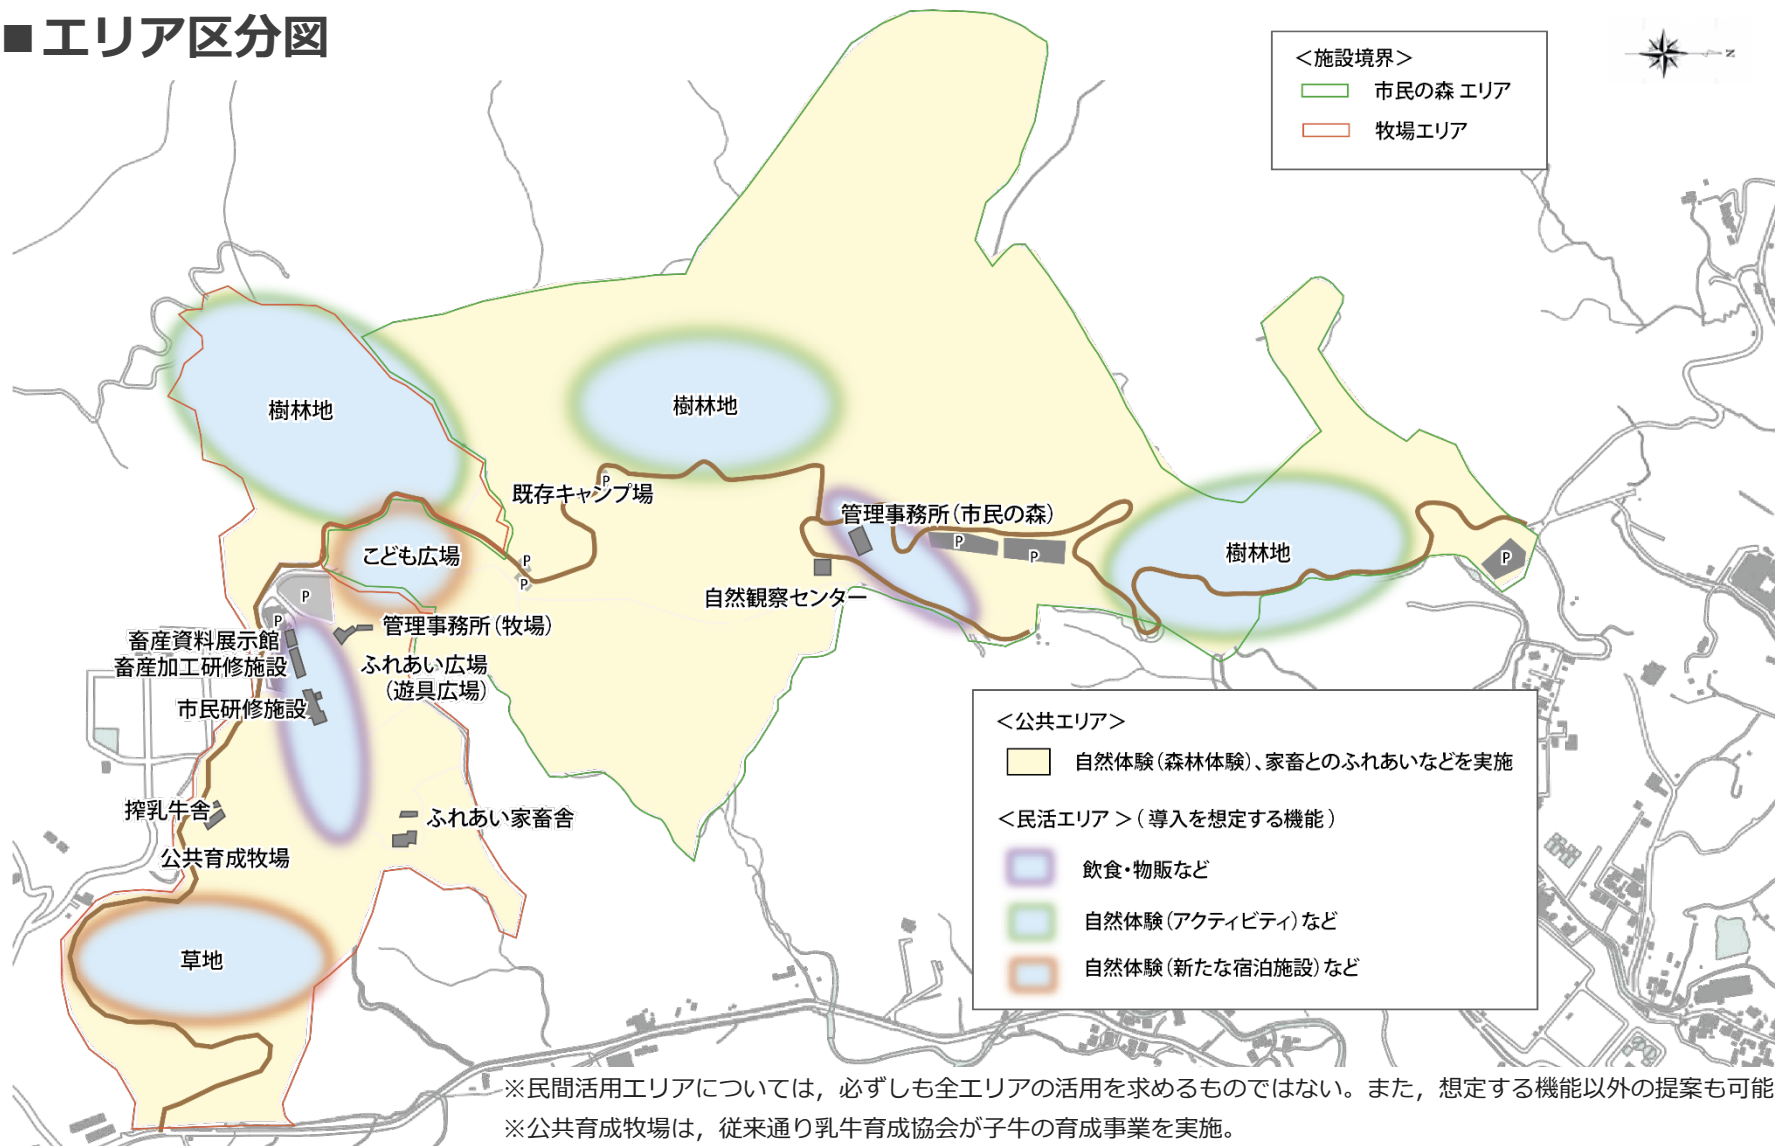 ■エリア区分図
＜施設境界＞
市民の森 エリア
牧場エリア
N
樹林地
樹林地
P
既存キャンプ場
管理事務所（市民の森）
P
P
樹林地
P
こども広場
P
P
自然観察センター
P
P
管理事務所（牧場）
畜産資料展示館
畜産加工研修施設
ふれあい広場
（遊具広場）
市民研修施設
＜公共エリア＞
自然体験（森林体験）、家畜とのふれあいなどを実施
＜民活エリア ＞（ 導入を想定する機能 ）
搾乳牛舎
ふれあい家畜舎
公共育成牧場
飲食・物販など
自然体験（アクティビティ）など
草地
自然体験（新たな宿泊施設）など
※民間活用エリアについては，必ずしも全エリアの活用を求めるものではない。また，想定する機能以外の提案も可能
※公共育成牧場は，従来通り乳牛育成協会が子牛の育成事業を実施。